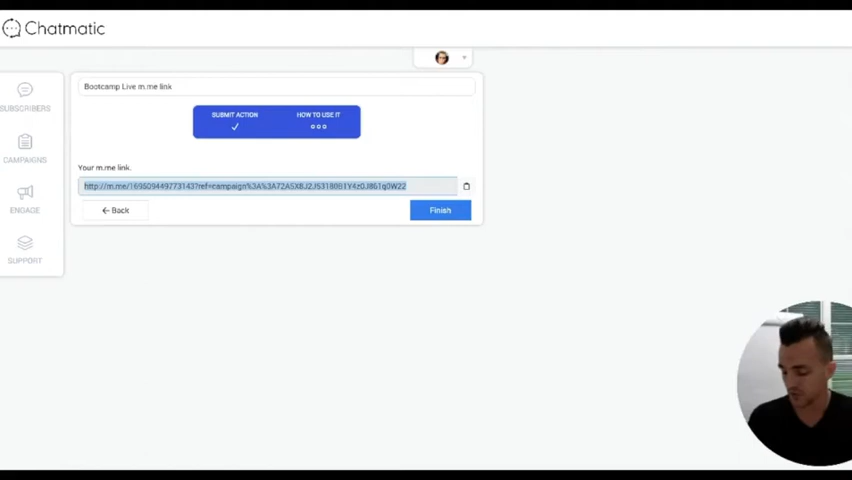 Chatmatic
SUBSCRIBERS
CAMPAIGNS
ENGAGE
SUPPORT
Bootcamp Live m.me link
SUBMIT ACTION
HOW TO USE IT
Your m.me link.
← Back
Finish